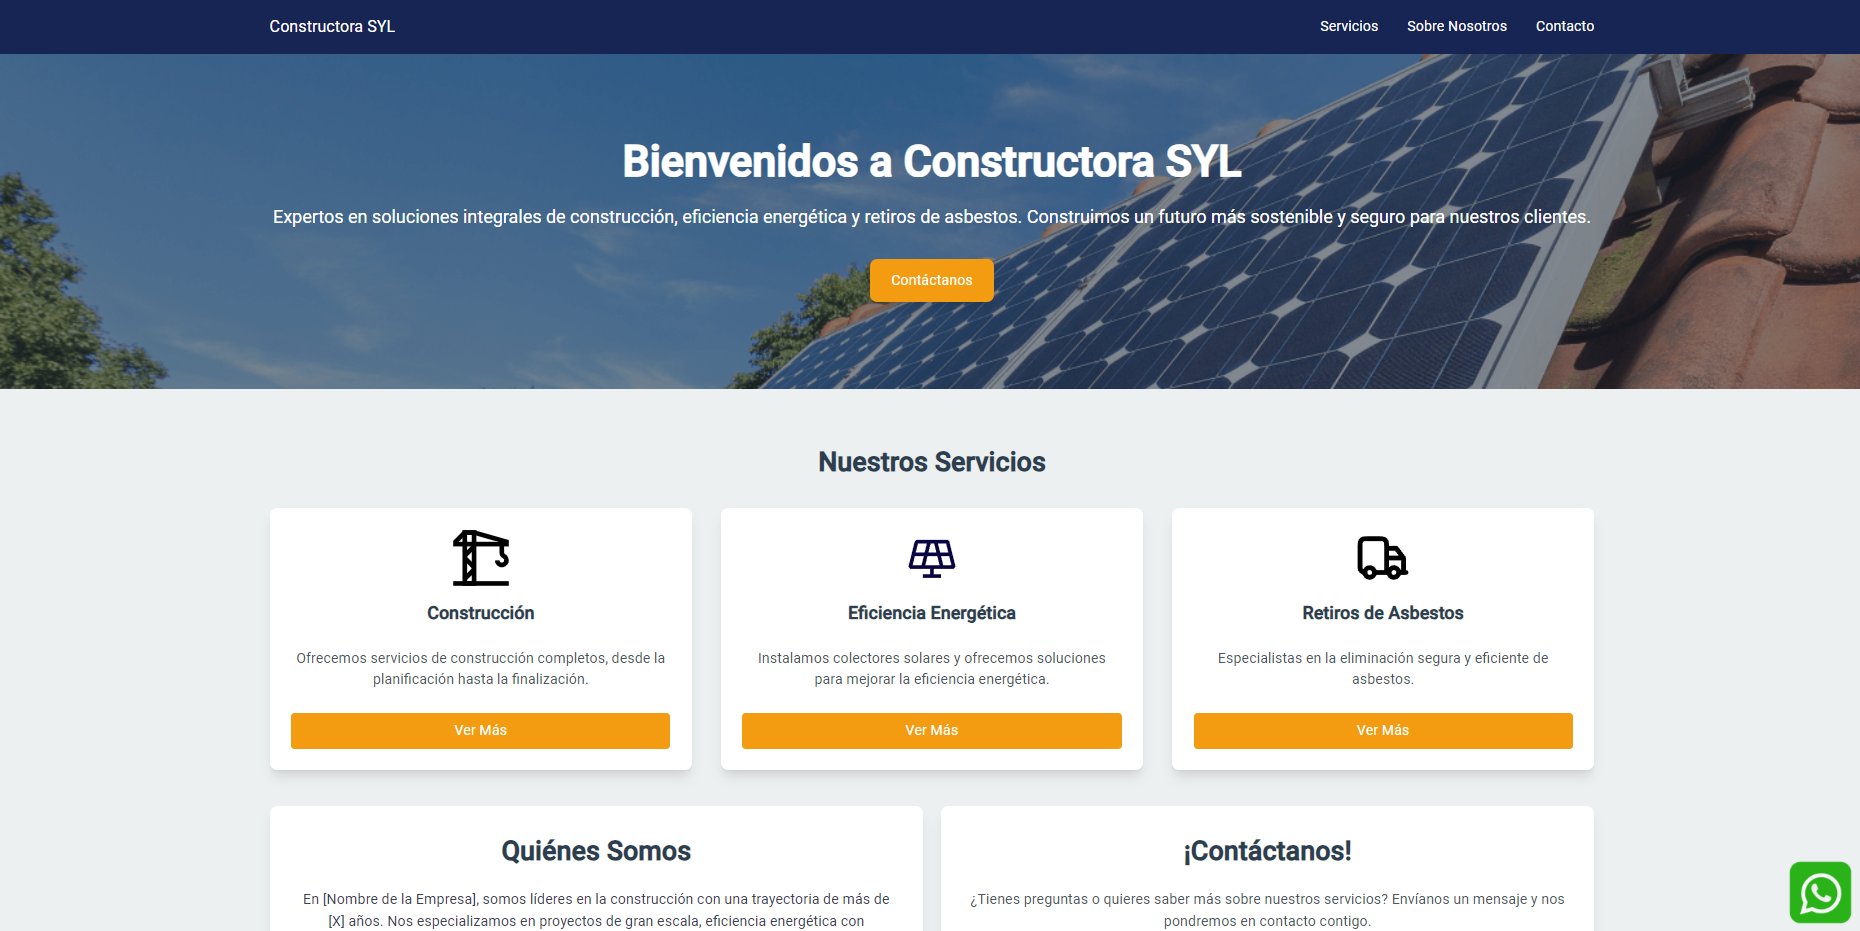 Constructora SYL
Servicios
Sobre Nosotros
Contacto
Bienvenidos a Constructora SYL
Expertos en soluciones integrales de construcción, eficiencia energética y retiros de asbestos. Construimos un futuro más sostenible y seguro para nuestros clientes.
Contáctanos
Nuestros Servicios
Construcción
Ofrecemos servicios de construcción completos, desde la
planificación hasta la finalización.
Ver Más
Eficiencia Energética
Instalamos colectores solares y ofrecemos soluciones
para mejorar la eficiencia energética.
Ver Más
Retiros de Asbestos
Especialistas en la eliminación segura y eficiente de
asbestos.
Ver Más
Quiénes Somos
En [Nombre de la Empresa], somos líderes en la construcción con una trayectoria de más de
[X] años. Nos especializamos en proyectos de gran escala, eficiencia energética con
¡Contáctanos!
¿Tienes preguntas o quieres saber más sobre nuestros servicios? Envíanos un mensaje y nos
pondremos en contacto contigo.